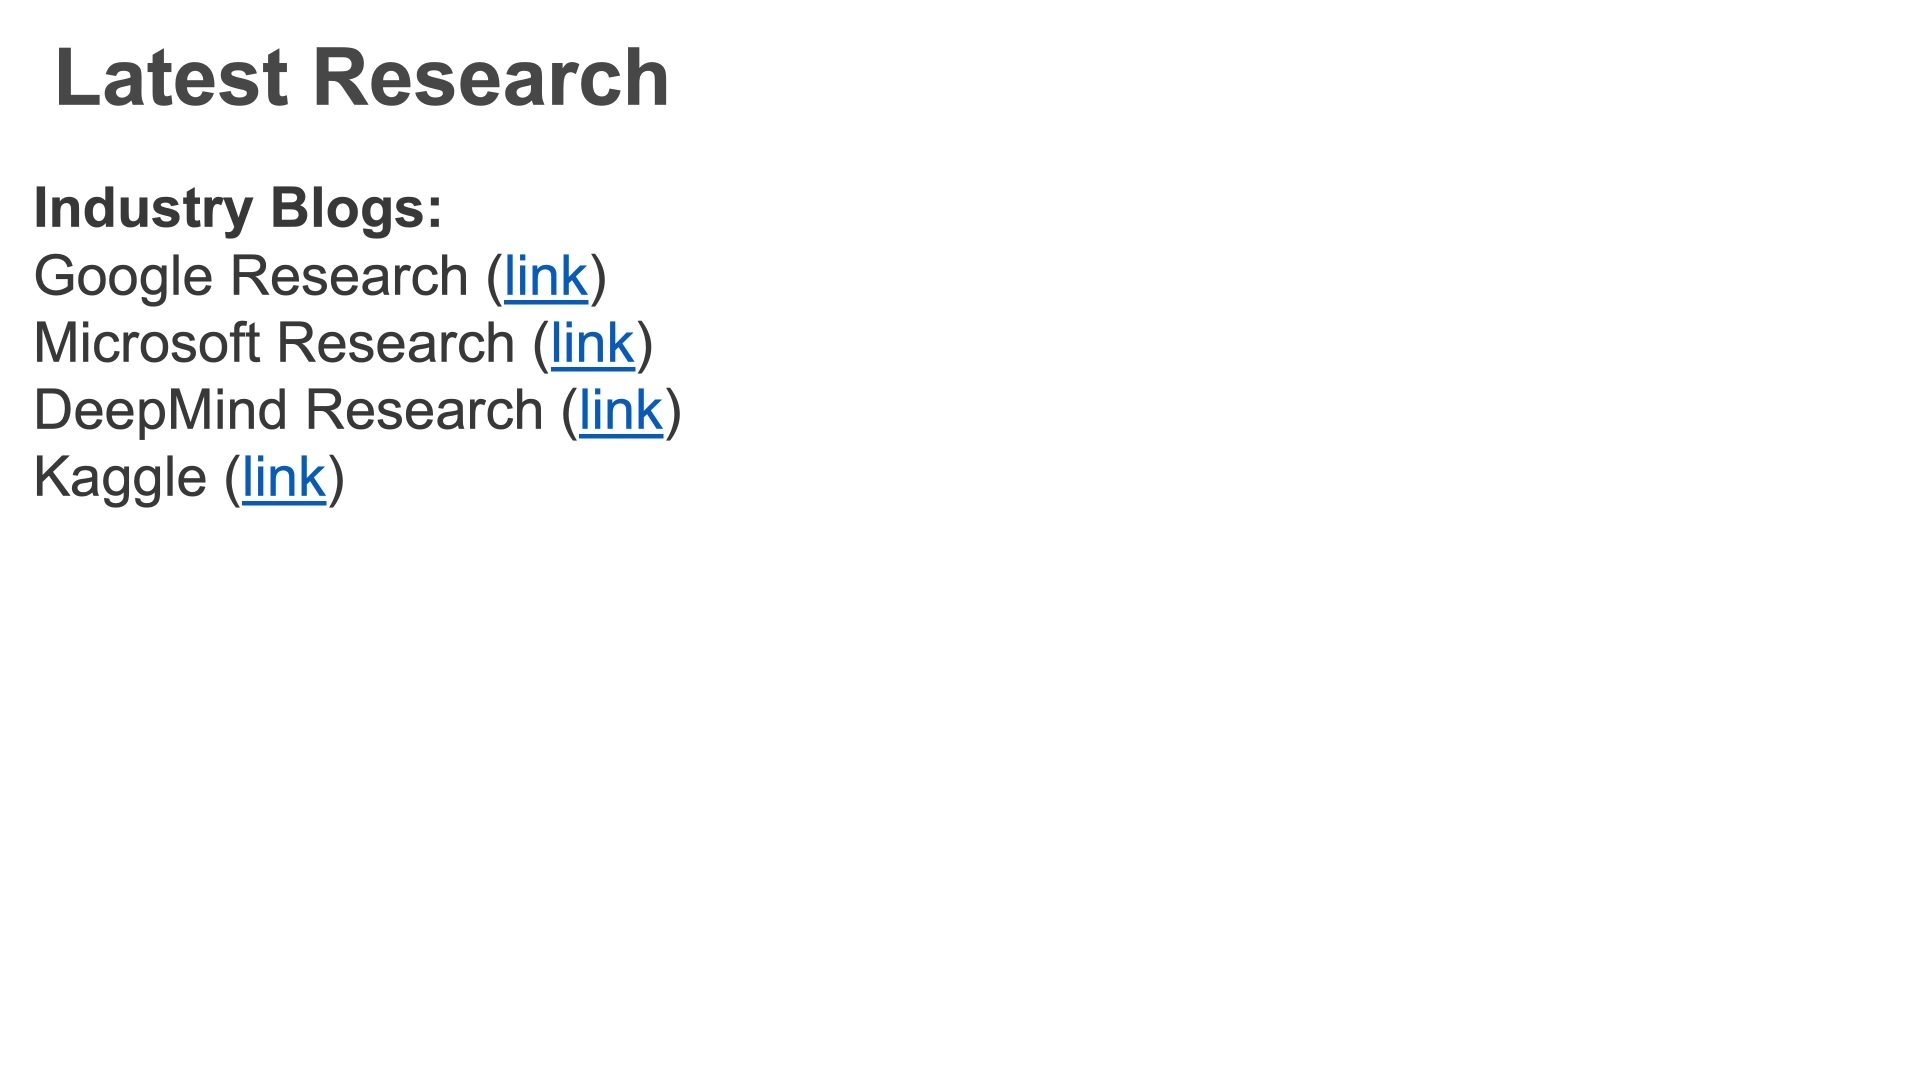 Latest Research
Industry Blogs:
Google Research (link)
Microsoft Research (link)
DeepMind Research (link)
Kaggle (link)